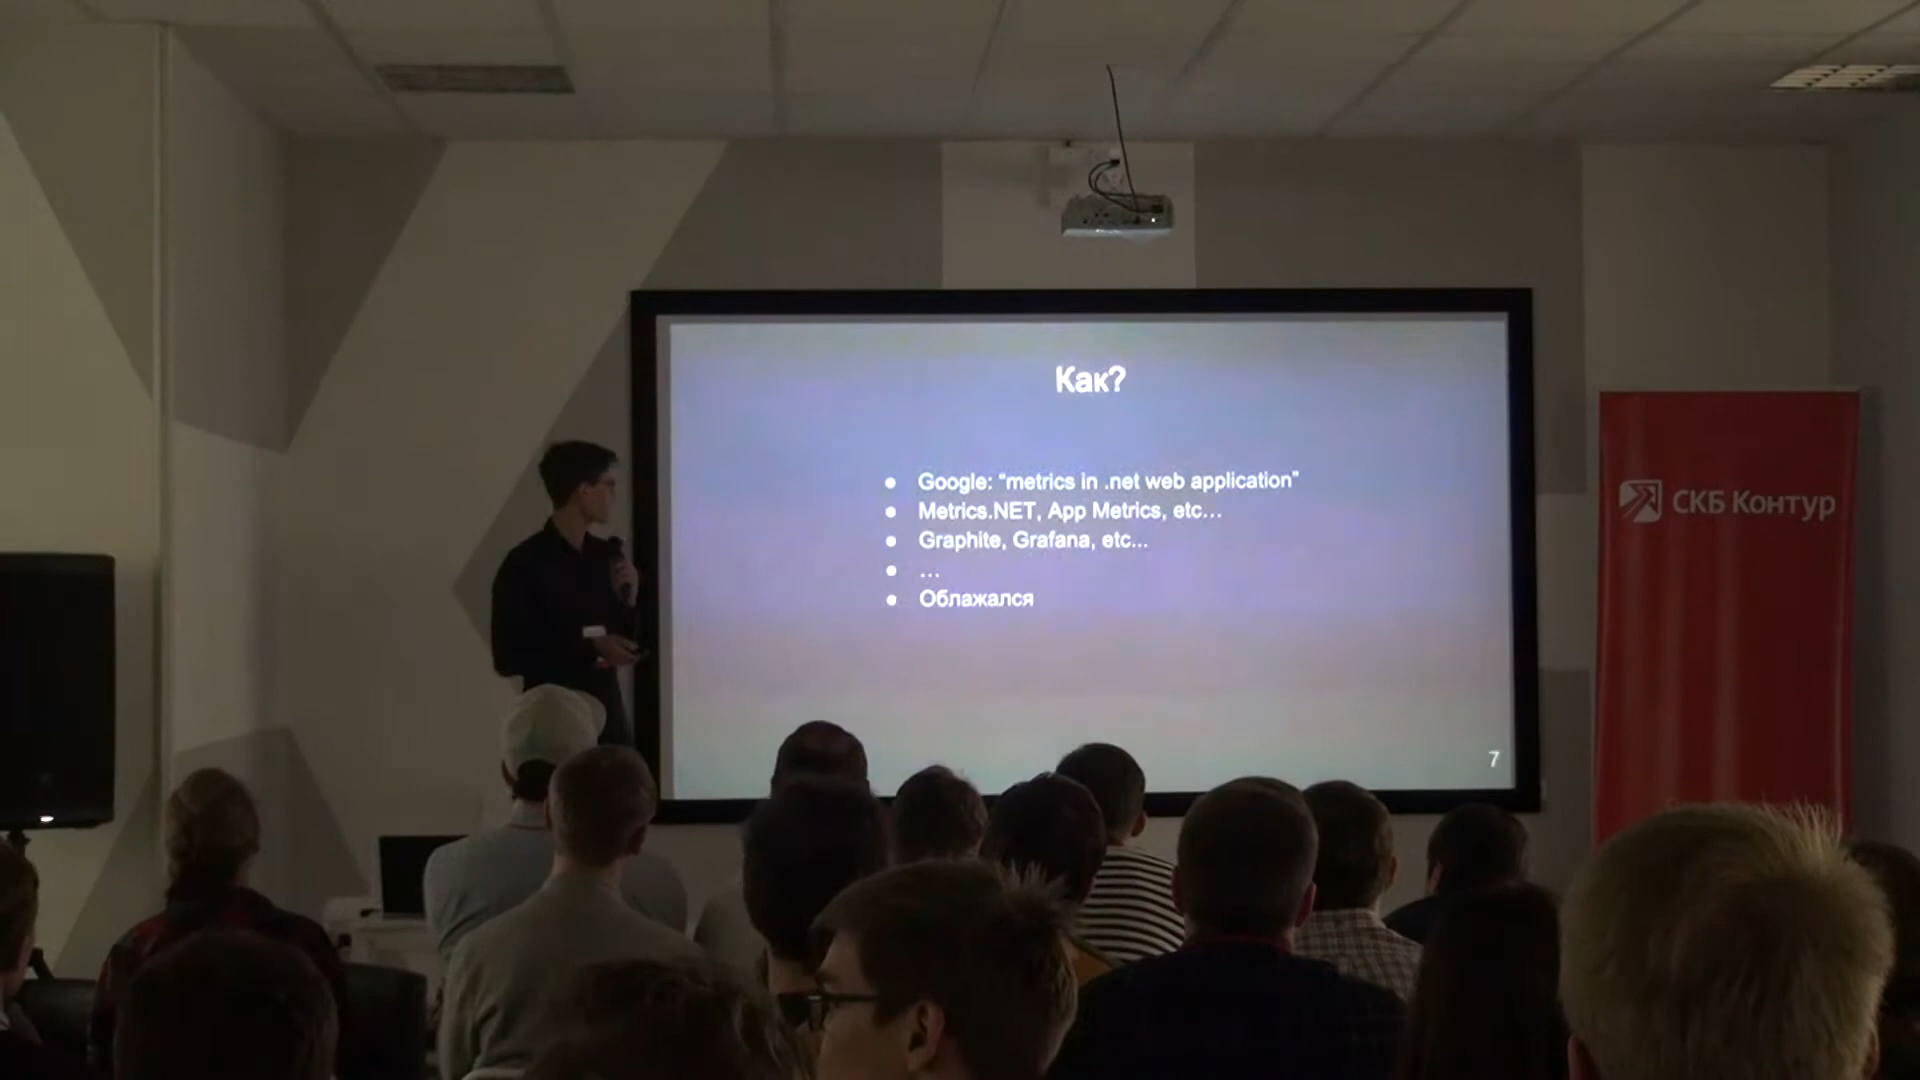 Как?
Google: “metrics in .net web application”
Metrics.NET, App Metrics, etc…
Graphite, Grafana, etc...
…
Облажался
7
СКБ Контур